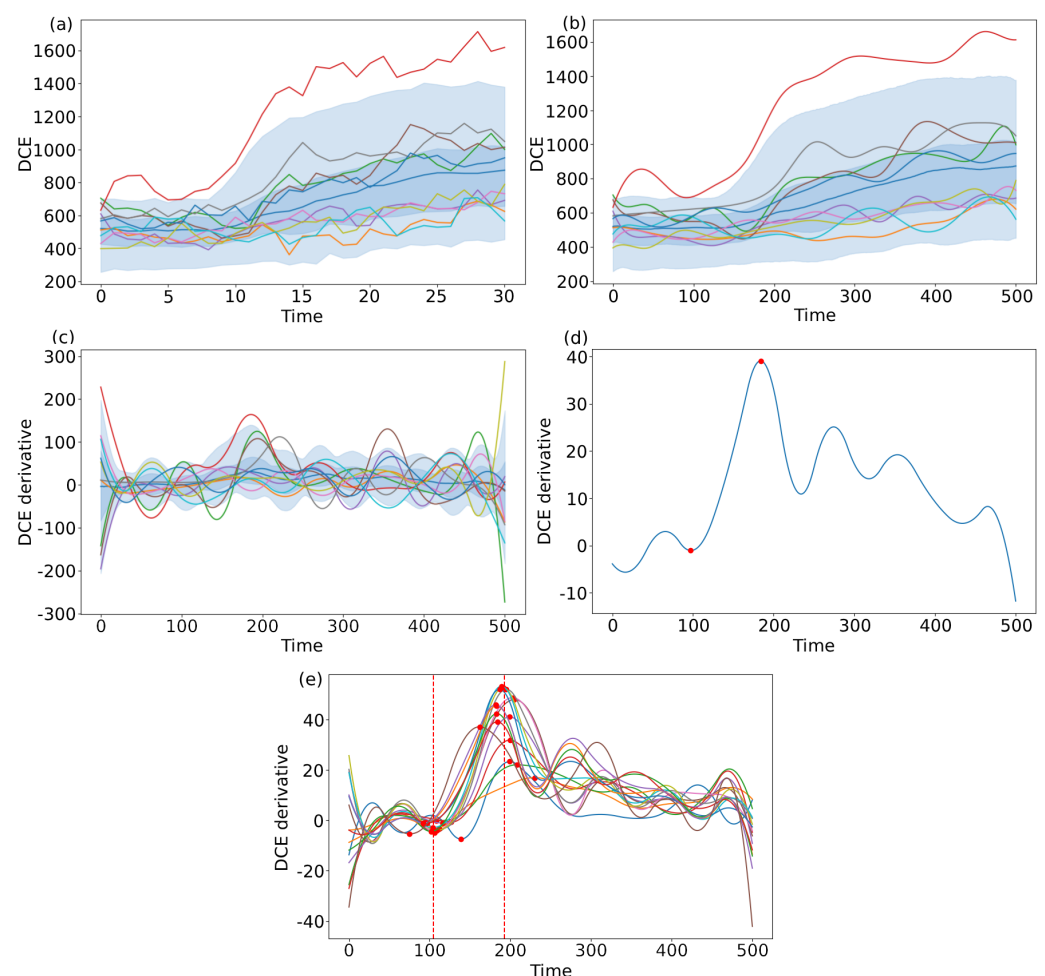 (a)
1600
1400
1200
1000
800
600
400
200
DCE
0 5 10 15 20 25 30
Time
(b)
1600
1400
1200
1000
800
600
400
200
DCE
0 100 200 300 400 500
Time
(c)
300
200
100
0
-100
-200
-300
DCE derivative
0 100 200 300 400 500
Time
(d)
40
30
20
10
0
-10
DCE derivative
0 100 200 300 400 500
Time
(e)
40
20
0
-20
-40
DCE derivative
0 100 200 300 400 500
Time